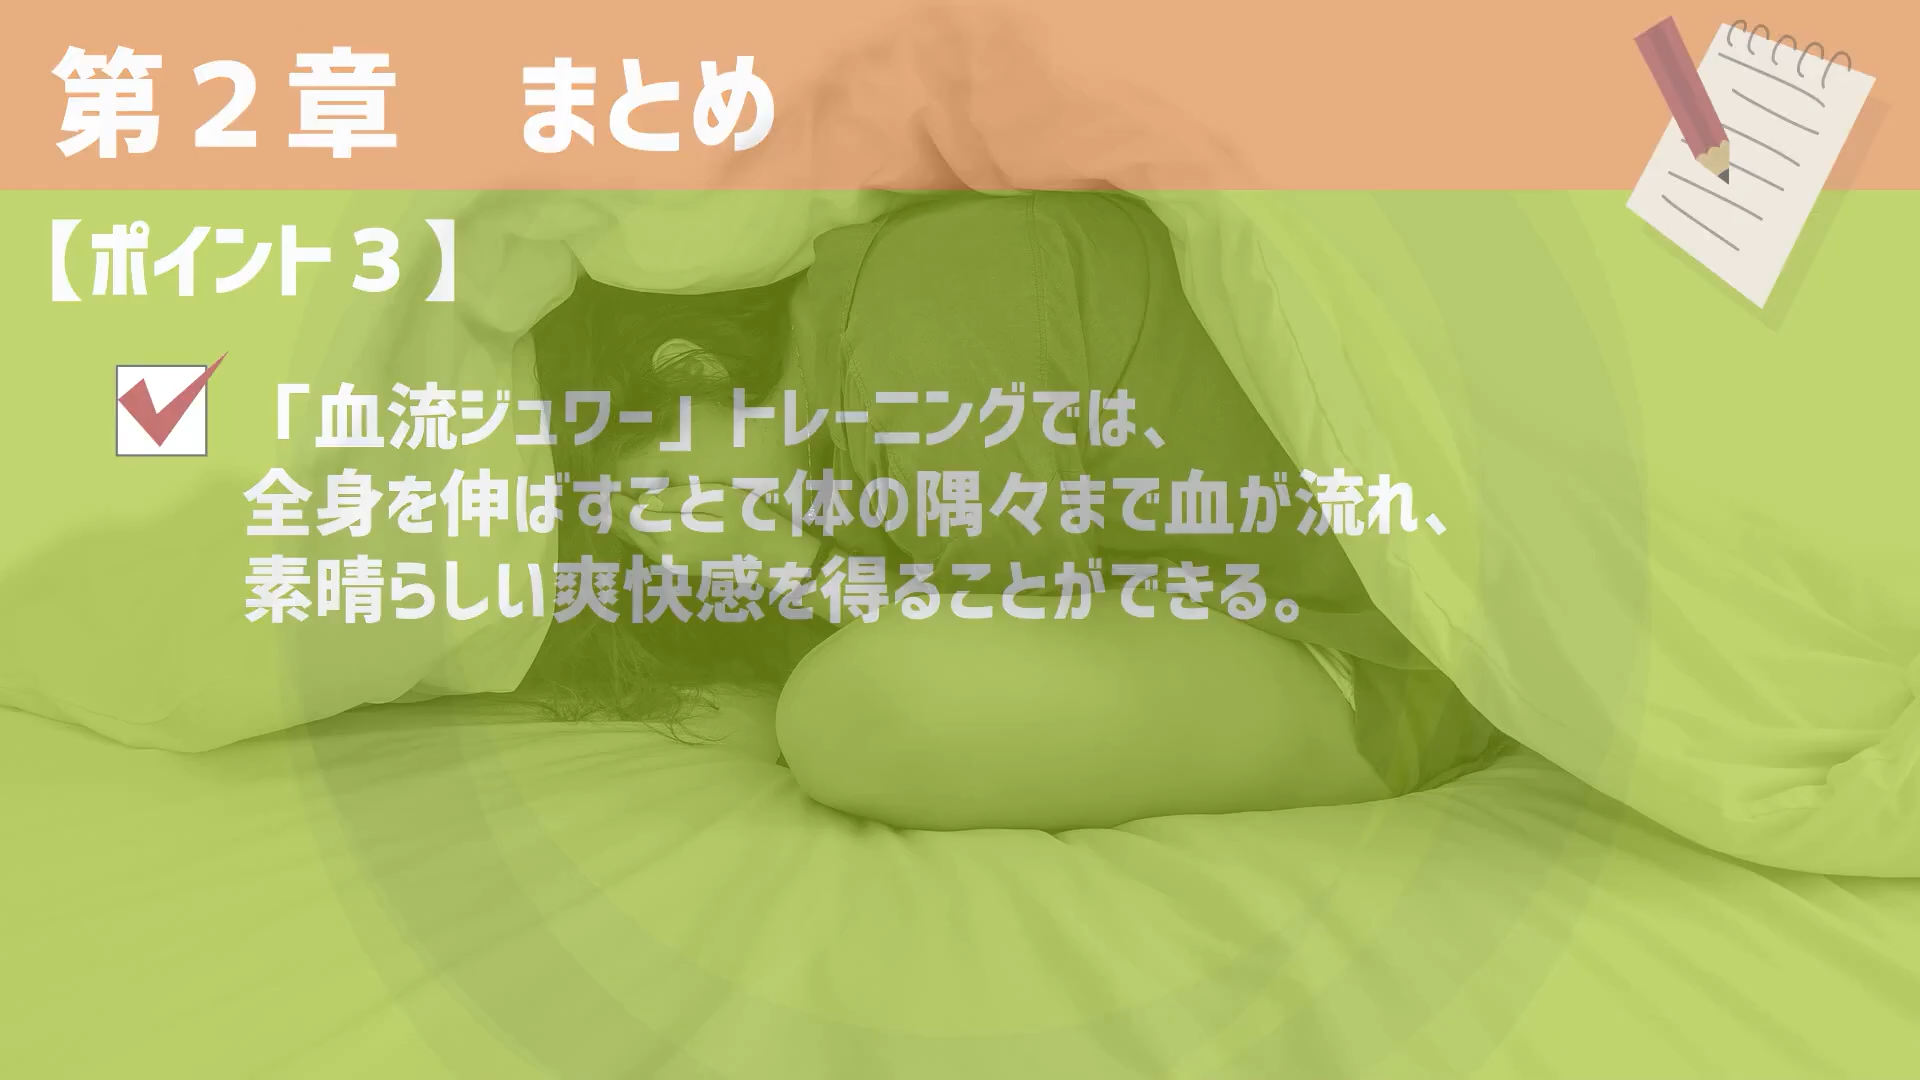 第２章　まとめ
【ポイント３】
「血流ジュワー」トレーニングでは、
全身を伸ばすことで体の隅々まで血が流れ、
素晴らしい爽快感を得ることができる。